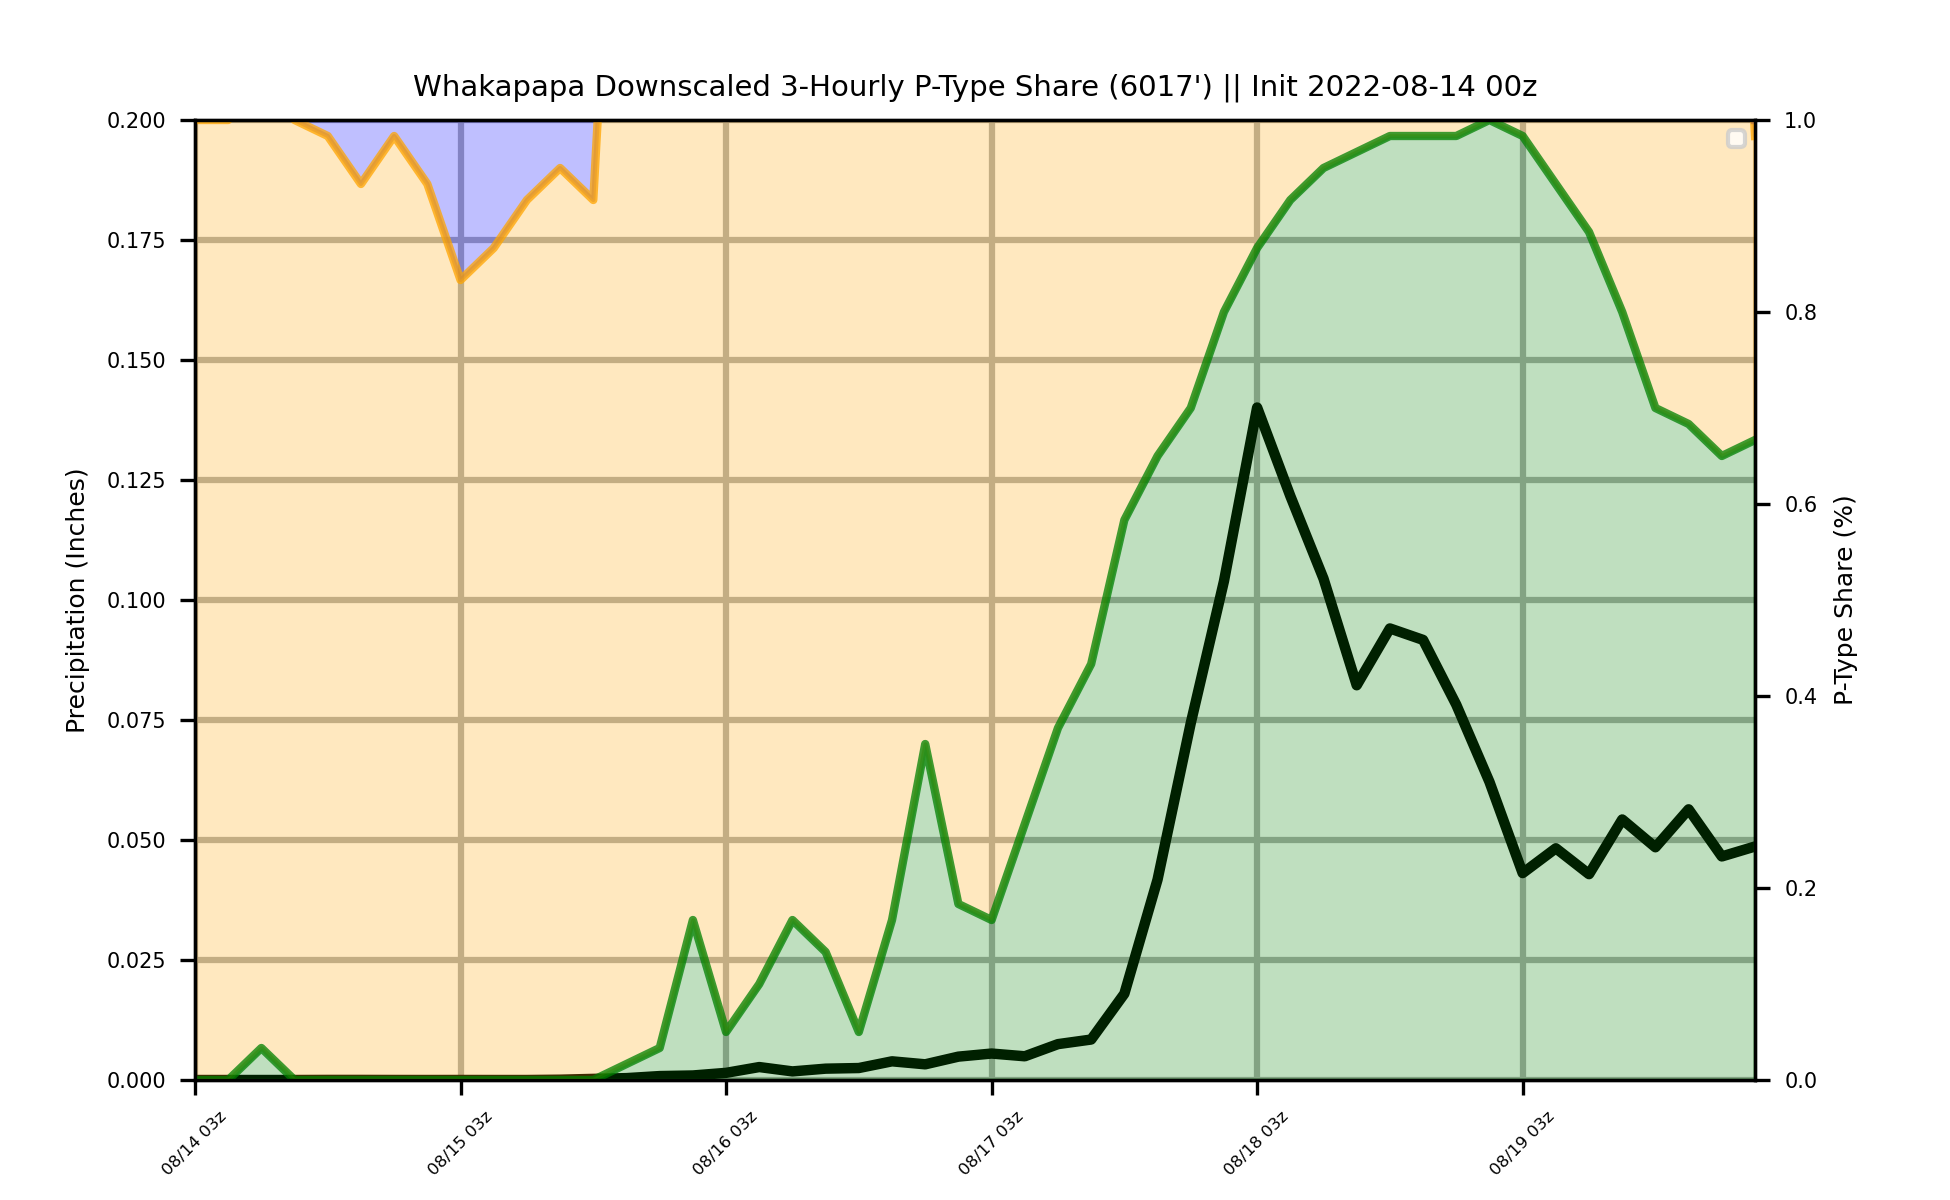 Whakapapa Downscaled 3-Hourly P-Type Share (6017') || Init 2022-08-14 00z
0.200
0.175
0.150
0.125
0.100
0.075
0.050
0.025
0.000
Precipitation (Inches)
1.0
0.8
0.6
0.4
0.2
0.0
P-Type Share (%)
08/14 03z
08/15 03z
08/16 03z
08/17 03z
08/18 03z
08/19 03z